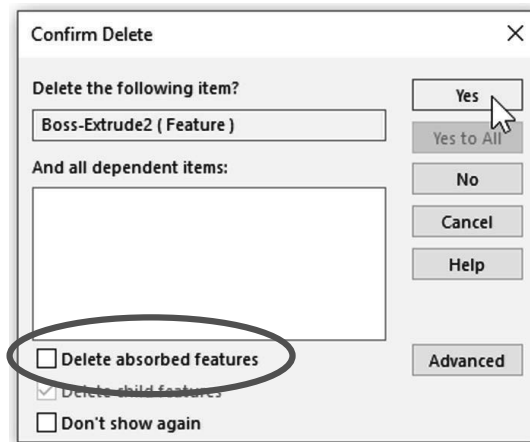 Confirm Delete
Delete the following item?
Yes
Boss-Extrude2 ( Feature )
Yes to All
And all dependent items:
No
Cancel
Help
Delete absorbed features
Advanced
Delete child features
Don't show again